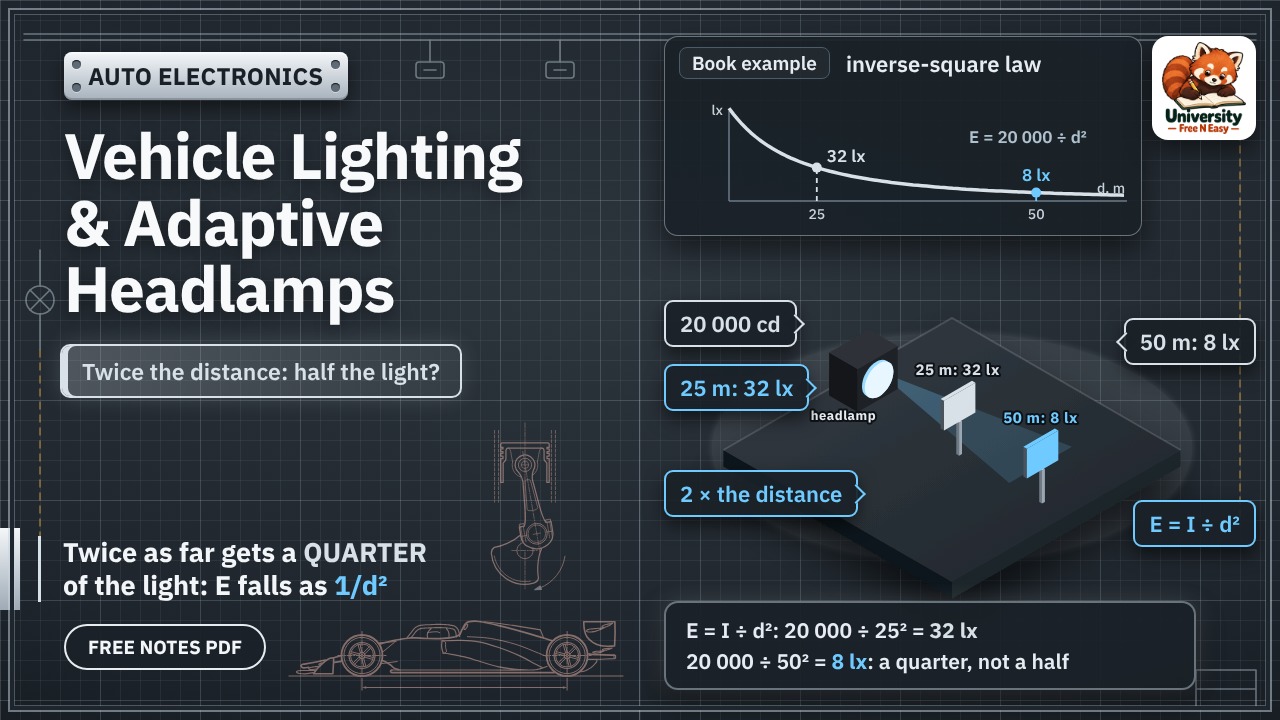 AUTO ELECTRONICS
Vehicle Lighting
& Adaptive
Headlamps
Twice the distance: half the light?
Twice as far gets a QUARTER
of the light: E falls as 1/d²
FREE NOTES PDF
Book example
inverse-square law
lx
E = 20 000 ÷ d²
32 lx
8 lx
d, m
25
50
University
Free N Easy
20 000 cd
25 m: 32 lx
2 × the distance
50 m: 8 lx
E = I ÷ d²
headlamp
25 m: 32 lx
50 m: 8 lx
E = I ÷ d²: 20 000 ÷ 25² = 32 lx
20 000 ÷ 50² = 8 lx: a quarter, not a half